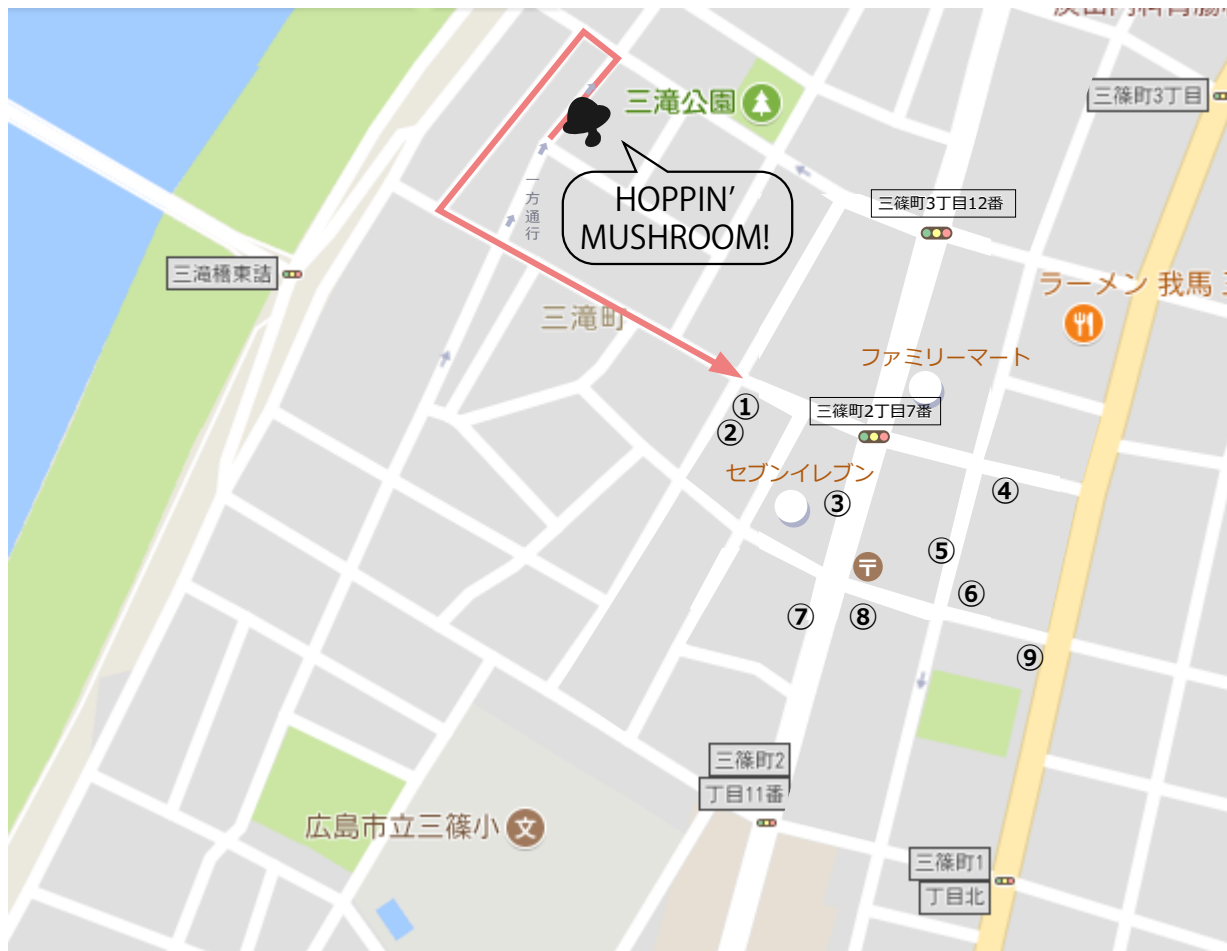 三滝公園
三篠町3丁目
一方通行
HOPPIN'
MUSHROOM!
三篠町3丁目12番
三滝橋東詰
ラーメン 我馬
三滝町
ファミリーマート
①
三篠町2丁目7番
②
セブンイレブン
③
④
⑤
〒
⑥
⑦
⑧
⑨
三篠町2
丁目11番
広島市立三篠小
文
三篠町1
丁目北